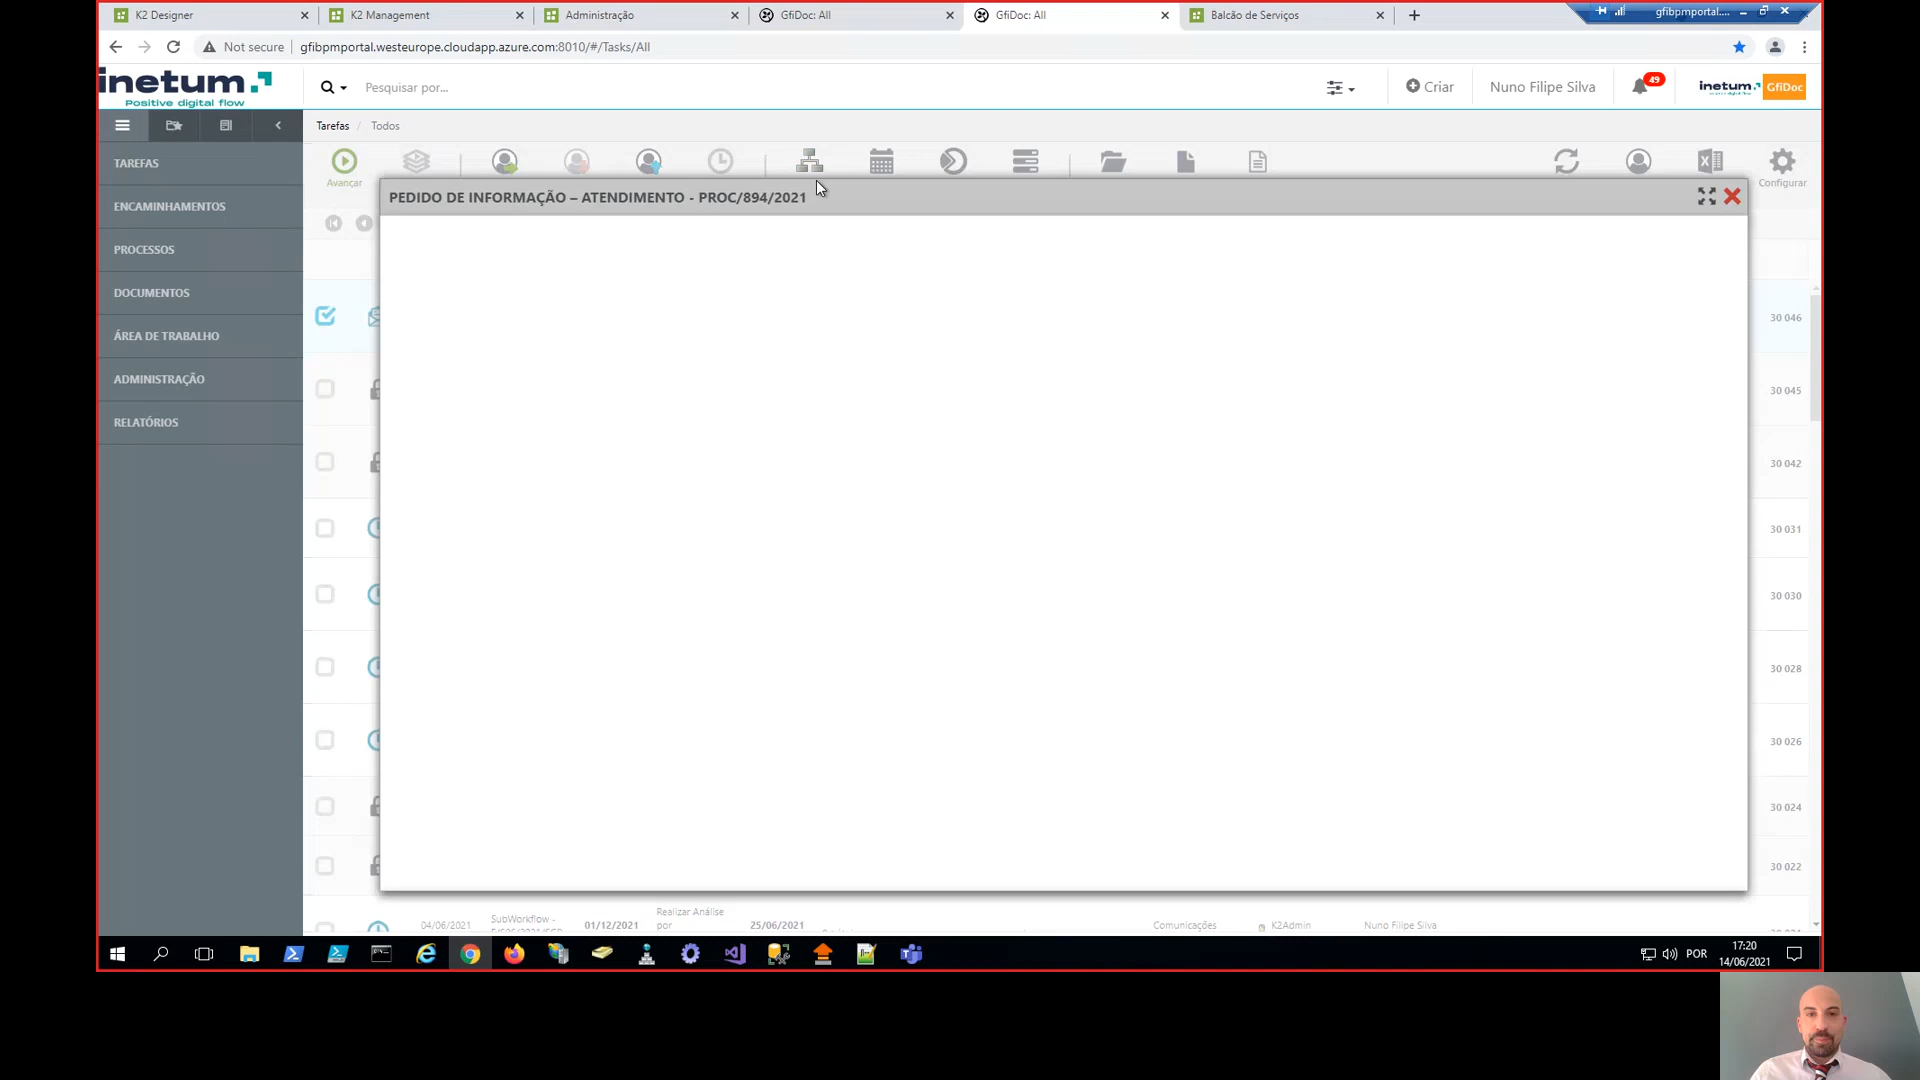 K2 Designer
K2 Management
Administração
GfiDoc: All
GfiDoc: All
Balcão de Serviços
gfibpmportal....
Not secure
gfibpmportal.westeurope.cloudapp.azure.com:8010/#/Tasks/All
inetum
Positive digital flow
Pesquisar por...
Criar
Nuno Filipe Silva
49
inetum
GfiDoc
Tarefas / Todos
TAREFAS
ENCAMINHAMENTOS
PROCESSOS
DOCUMENTOS
ÁREA DE TRABALHO
ADMINISTRAÇÃO
RELATÓRIOS
Avançar
Configurar
PEDIDO DE INFORMAÇÃO – ATENDIMENTO - PROC/894/2021
30 046
30 045
30 042
30 031
30 030
30 028
30 026
30 024
30 022
04/06/2021
SubWorkflow -
01/12/2021
Realizar Análise
por
25/06/2021
Comunicações
K2Admin
Nuno Filipe Silva
POR
17:20
14/06/2021